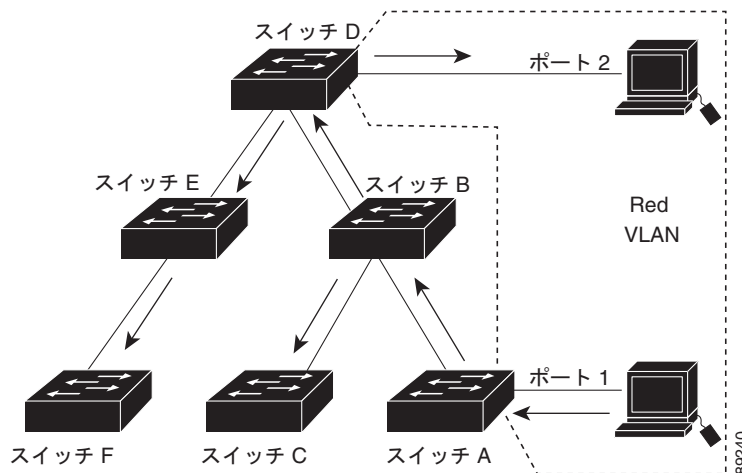 スイッチ D
ポート 2
スイッチ E
スイッチ B
Red
VLAN
ポート 1
スイッチ F
スイッチ C
スイッチ A
89240